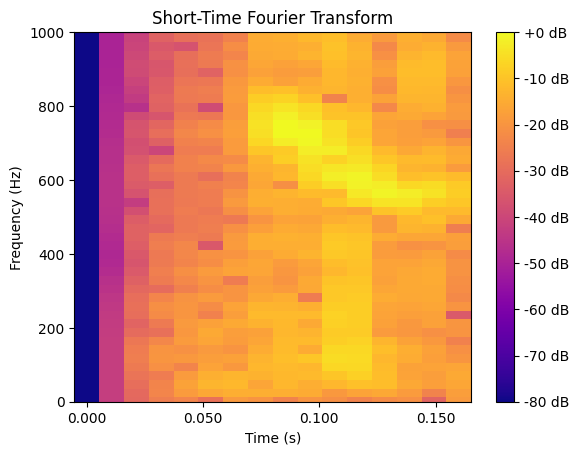 Short-Time Fourier Transform
1000
800
600
400
200
0
Frequency (Hz)
0.000
0.050
0.100
0.150
Time (s)
+0 dB
-10 dB
-20 dB
-30 dB
-40 dB
-50 dB
-60 dB
-70 dB
-80 dB